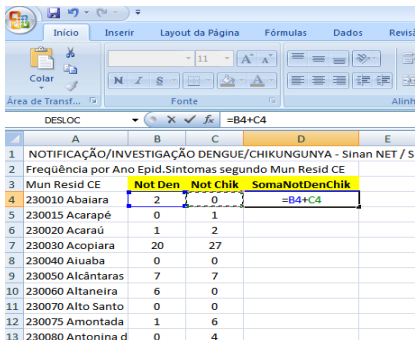 Início Inserir Layout da Página Fórmulas Dados Revisã
Colar
11 A A
N I S A
Área de Transf... Fonte Alinh
DESLOC fx =B4+C4
A B C D E
1 NOTIFICAÇÃO/INVESTIGAÇÃO DENGUE/CHIKUNGUNYA - Sinan NET / S
2 Freqüência por Ano Epid.Sintomas segundo Mun Resid CE
3 Mun Resid CE Not Den Not Chik SomaNotDenChik
4 230010 Abaiara 2 0 =B4+C4
5 230015 Acarapé 0 1
6 230020 Acaraú 1 2
7 230030 Acopiara 20 27
8 230040 Aiuaba 0 0
9 230050 Alcântaras 7 7
10 230060 Altaneira 6 0
11 230070 Alto Santo 0 0
12 230075 Amontada 1 6
13 230080 Antonina d 0 4